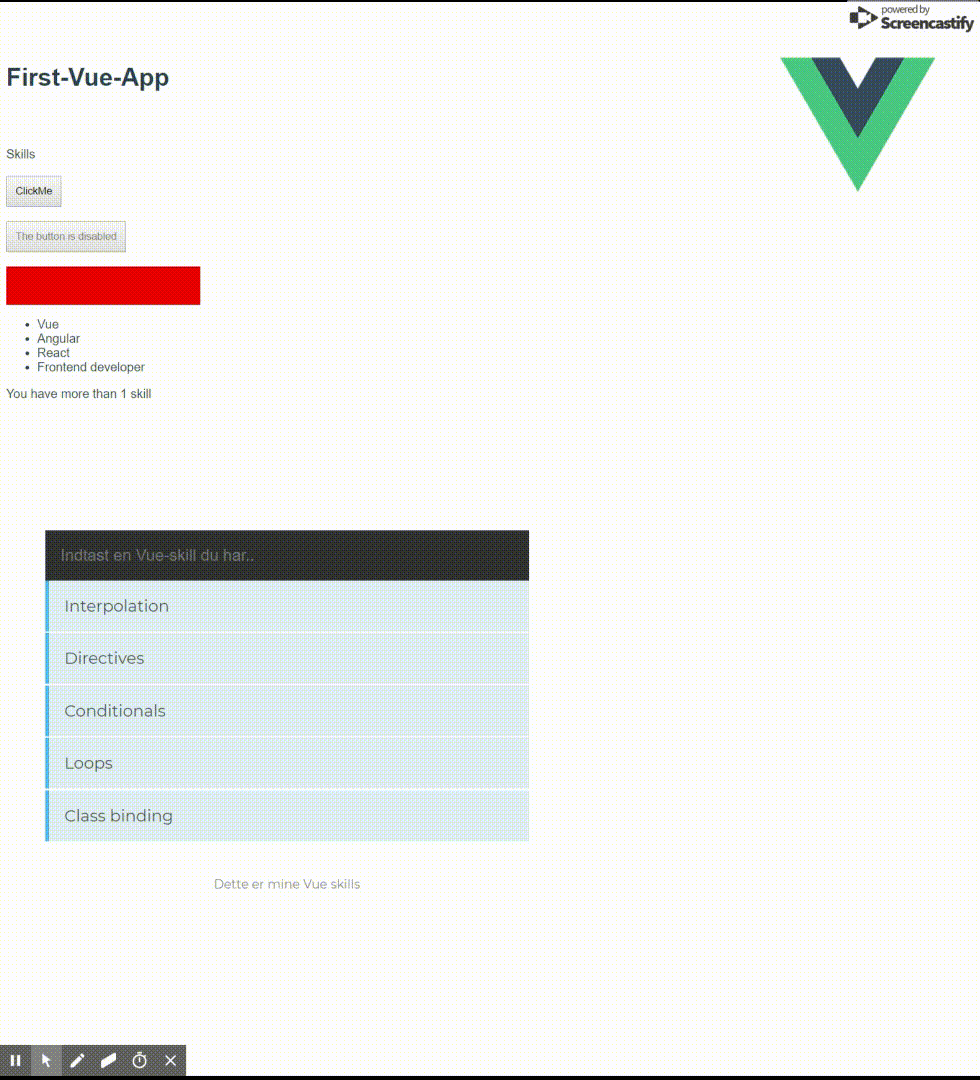 powered by
Screencastify
First-Vue-App
Skills
ClickMe
The button is disabled
Vue
Angular
React
Frontend developer
You have more than 1 skill
Indtast en Vue-skill du har..
Interpolation
Directives
Conditionals
Loops
Class binding
Dette er mine Vue skills